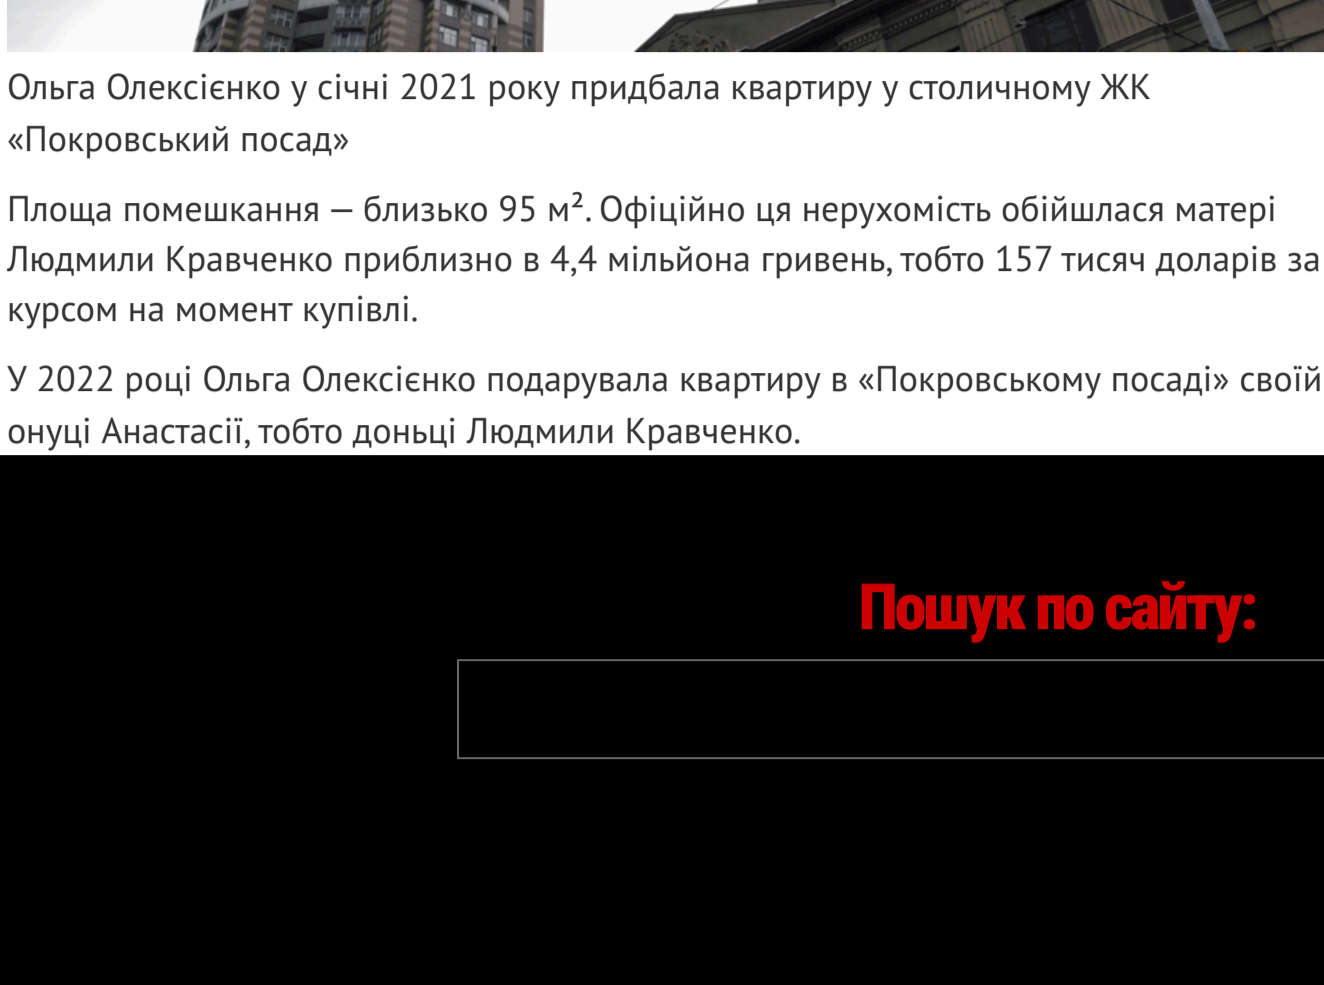 Ольга Олексієнко у січні 2021 року придбала квартиру у столичному ЖК
«Покровський посад»
Площа помешкання — близько 95 м². Офіційно ця нерухомість обійшлася матері
Людмили Кравченко приблизно в 4,4 мільйона гривень, тобто 157 тисяч доларів за
курсом на момент купівлі.
У 2022 році Ольга Олексієнко подарувала квартиру в «Покровському посаді» своїй
онуці Анастасії, тобто доньці Людмили Кравченко.
Пошук по сайту: